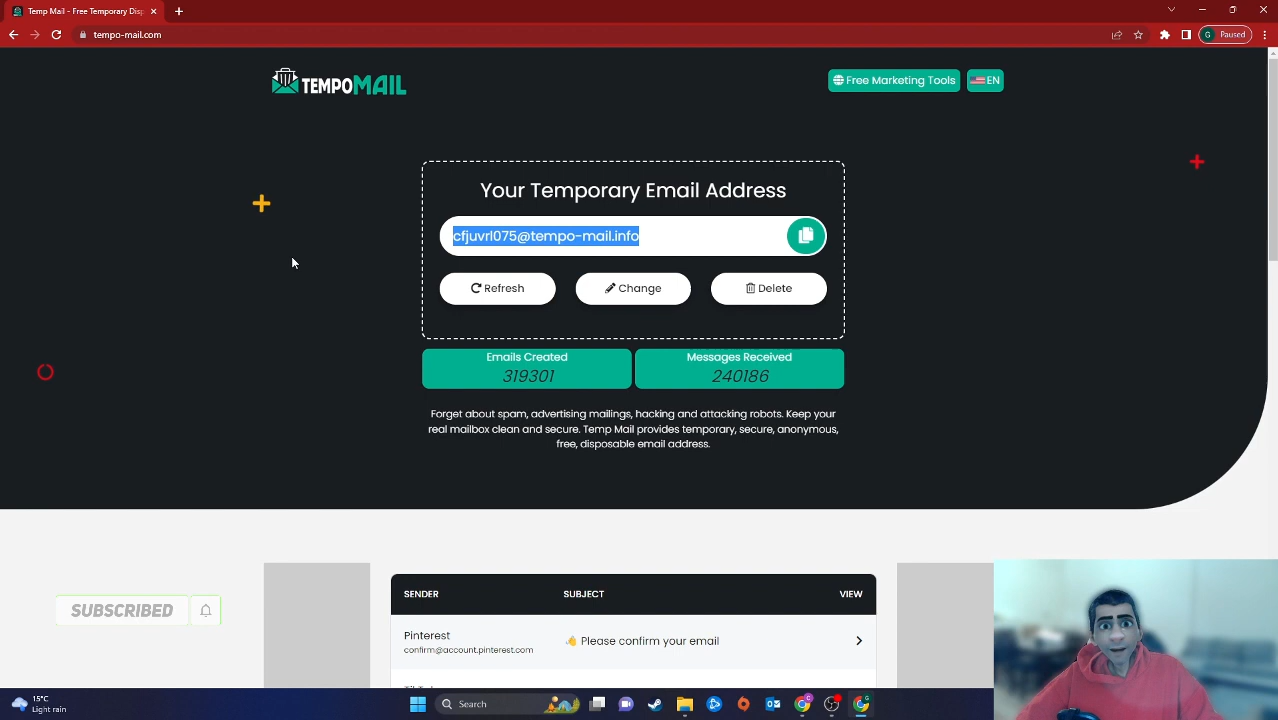 Temp Mail - Free Temporary Disp
tempo-mail.com
G Paused
TEMPOMAIL
Free Marketing Tools
EN
Your Temporary Email Address
cfjuvrl075@tempo-mail.info
Refresh
Change
Delete
Emails Created
319301
Messages Received
240186
Forget about spam, advertising mailings, hacking and attacking robots. Keep your
real mailbox clean and secure. Temp Mail provides temporary, secure, anonymous,
free, disposable email address.
SENDER SUBJECT VIEW
Pinterest
confirm@account.pinterest.com
Please confirm your email
SUBSCRIBED
15°C
Light rain
Search